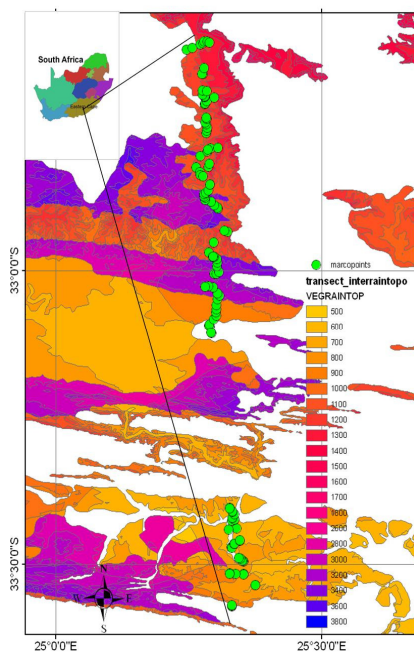 South Africa
Eastern Cape
33°0'0"S
marcopoints
transect_interraintopo
VEGRAINTOP
500
600
700
800
900
1000
1100
1200
1300
1400
1500
1600
1700
1800
2600
2800
3000
3200
3400
3600
3800
33°30'0"S
N
W
E
S
25°0'0"E
25°30'0"E